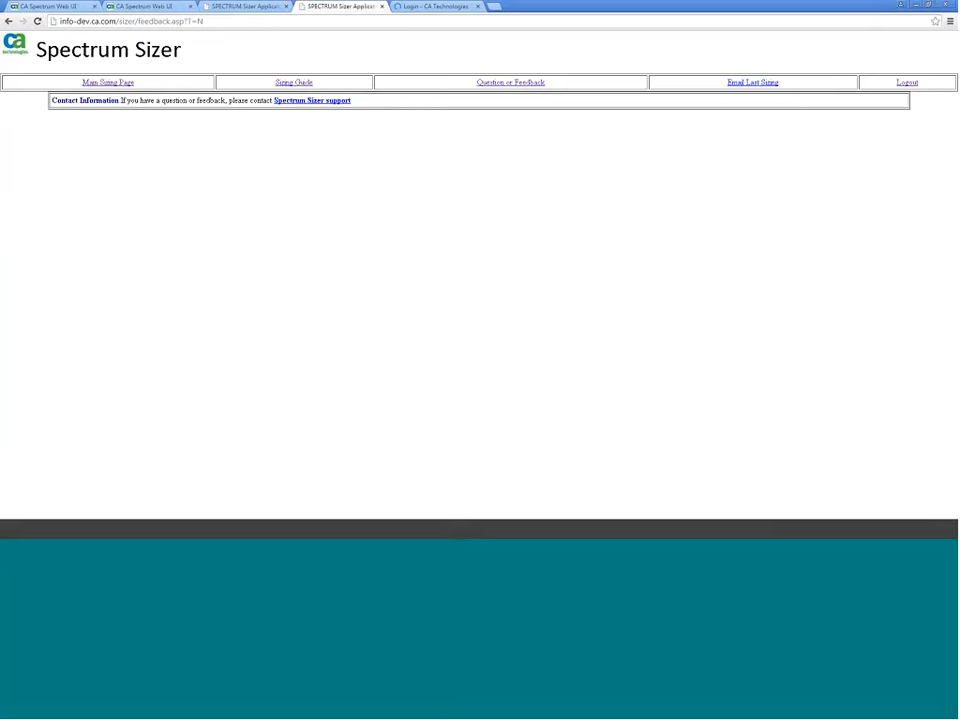 CA Spectrum Web UI
CA Spectrum Web UI
SPECTRUM Sizer Applicat
SPECTRUM Sizer Applicat
Login - CA Technologies
info-dev.ca.com/sizer/feedback.asp?T=N
ca
technologies
Spectrum Sizer
Main Sizing Page
Sizing Guide
Question or Feedback
Email Last Sizing
Logout
Contact Information If you have a question or feedback, please contact Spectrum Sizer support